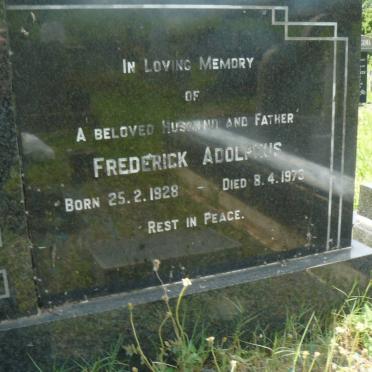 In Loving Memory
of
A beloved Husband and Father
Frederick Adolphus
Born 25.2.1928 - Died 8.4.1973
Rest in Peace.